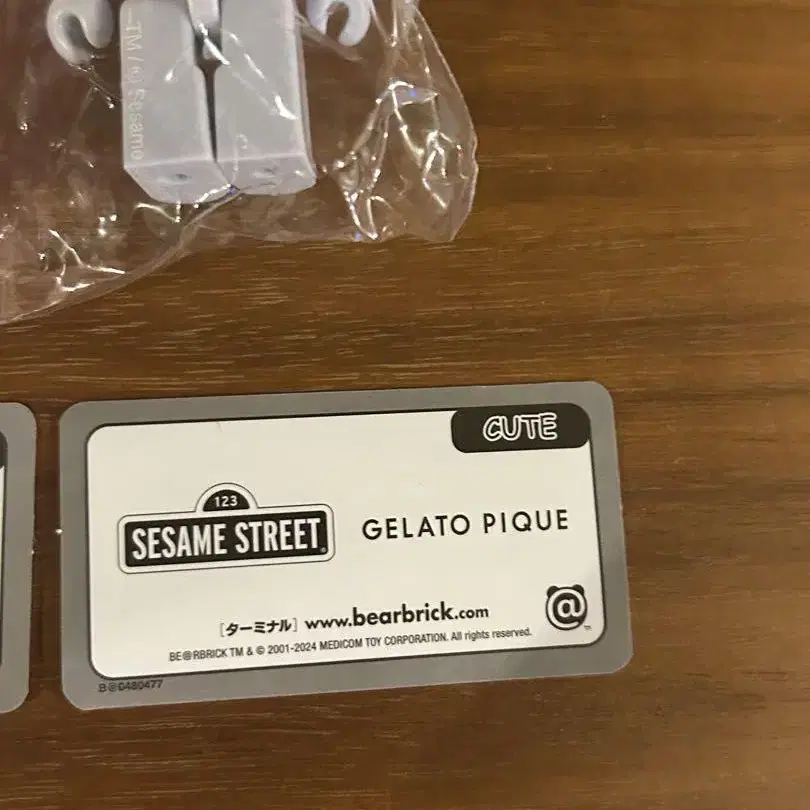 TM / © Sesame
CUTE
123
SESAME STREET®
GELATO PIQUE
[ターミナル] www.bearbrick.com
@
TM
BE@RBRICK TM & © 2001-2024 MEDICOM TOY CORPORATION. All rights reserved.
B@0480477